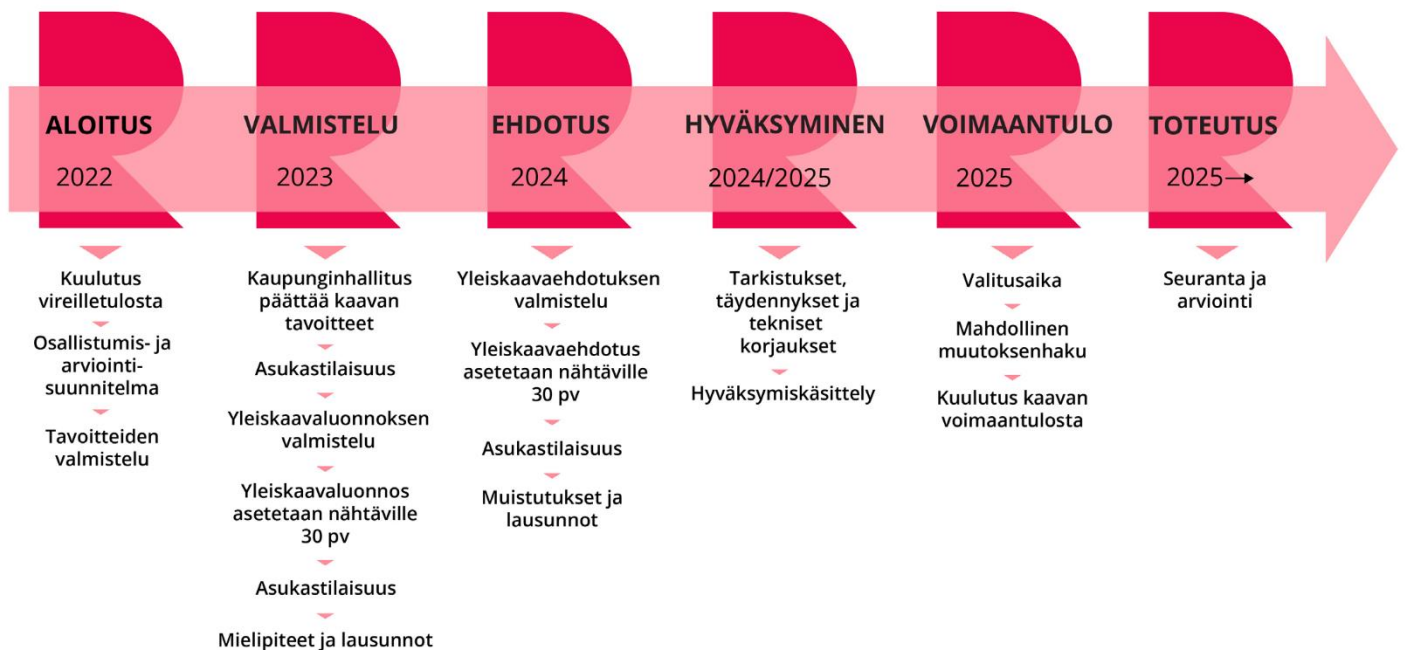 ALOITUS
2022
Kuulutus
vireilletulosta
Osallistumis- ja
arviointi-
suunnitelma
Tavoitteiden
valmistelu
VALMISTELU
2023
Kaupunginhallitus
päättää kaavan
tavoitteet
Asukastilaisuus
Yleiskaavaluonnoksen
valmistelu
Yleiskaavaluonnos
asetetaan nähtäville
30 pv
Asukastilaisuus
Mielipiteet ja lausunnot
EHDOTUS
2024
Yleiskaavaehdotuksen
valmistelu
Yleiskaavaehdotus
asetetaan nähtäville
30 pv
Asukastilaisuus
Muistutukset ja
lausunnot
HYVÄKSYMINEN
2024/2025
Tarkistukset,
täydennykset ja
tekniset
korjaukset
Hyväksymiskäsittely
VOIMAANTULO
2025
Valitusaika
Mahdollinen
muutoksenhaku
Kuulutus kaavan
voimaantulosta
TOTEUTUS
2025→
Seuranta ja
arviointi